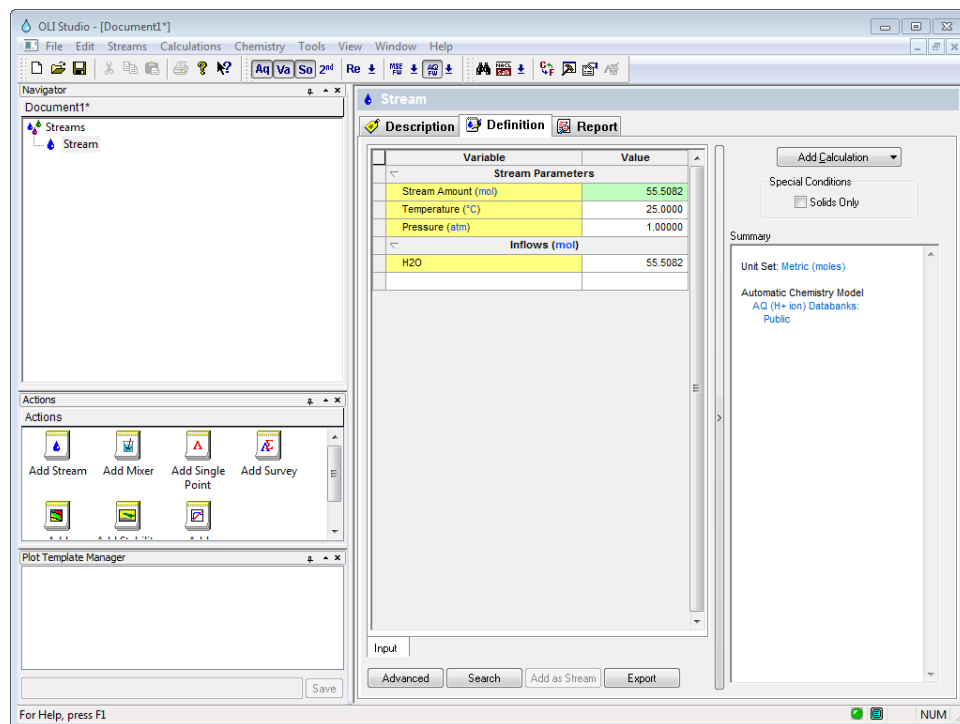 OLI Studio - [Document1*]
File Edit Streams Calculations Chemistry Tools View Window Help
Aq Va So 2nd Re
Navigator
Document1*
Streams
Stream
Actions
Actions
Add Stream Add Mixer Add Single Point Add Survey
Plot Template Manager
Save
Stream
Description Definition Report
Variable Value
Stream Parameters
Stream Amount (mol) 55.5082
Temperature (°C) 25.0000
Pressure (atm) 1.00000
Inflows (mol)
H2O 55.5082
Input
Advanced Search Add as Stream Export
Add Calculation
Special Conditions
Solids Only
Summary
Unit Set: Metric (moles)
Automatic Chemistry Model
AQ (H+ ion) Databanks:
Public
For Help, press F1 NUM